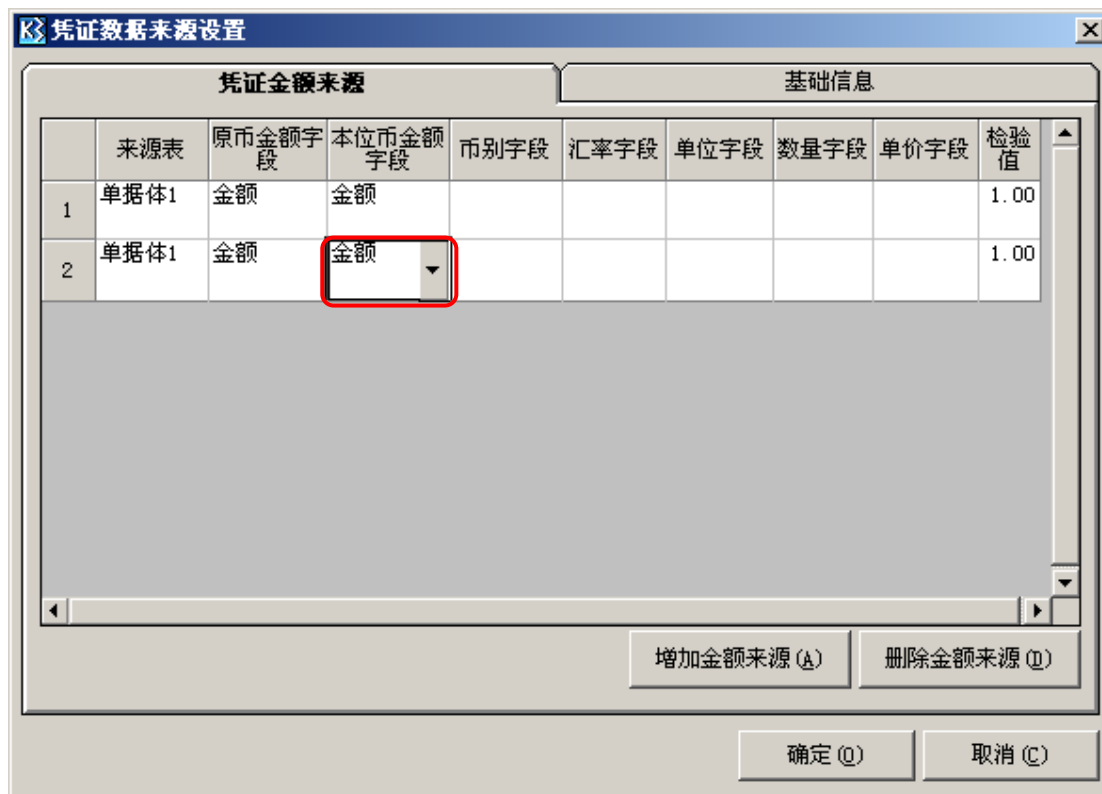 K3 凭证数据来源设置
凭证金额来源 基础信息
来源表 原币金额字段 本位币金额字段 币别字段 汇率字段 单位字段 数量字段 单价字段 检验值
1 单据体1 金额 金额 1.00
2 单据体1 金额 金额 1.00
增加金额来源(A) 删除金额来源(D)
确定(O) 取消(C)